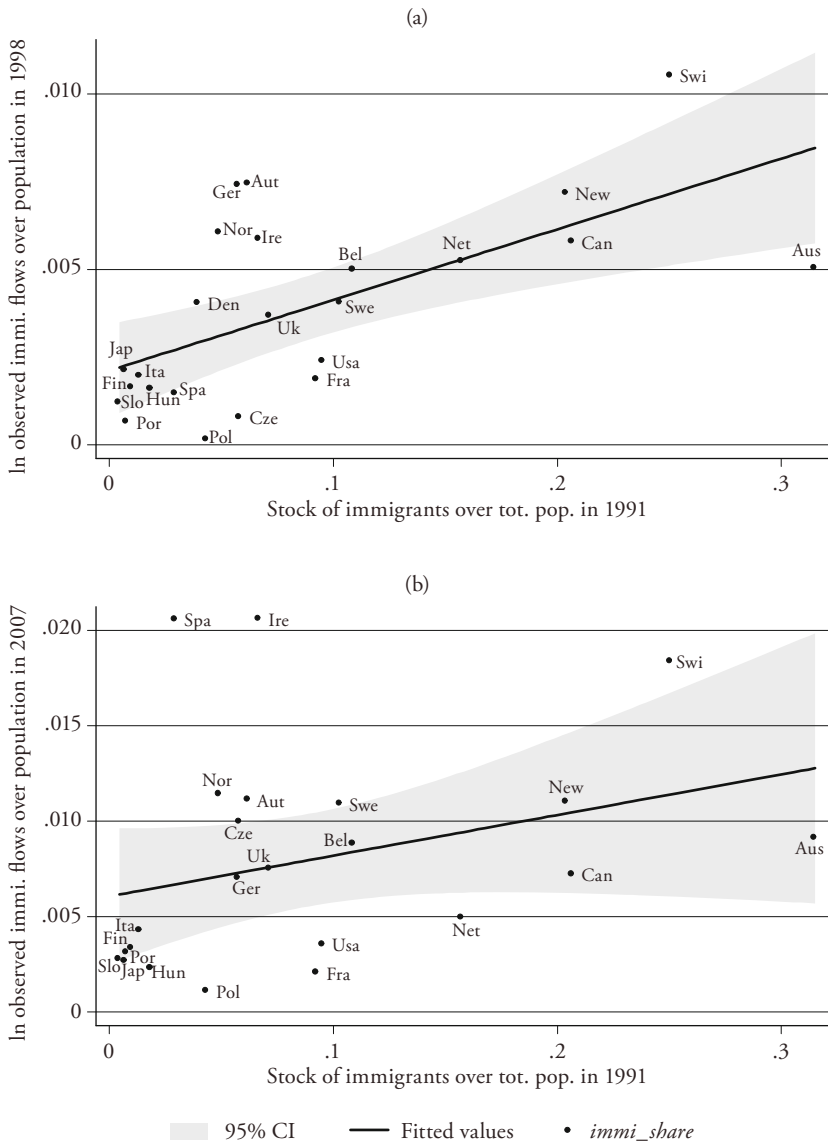 (a)
ln observed immi. flows over population in 1998
.010
.005
0
Swi
Ger
Aut
New
Nor
Ire
Can
Bel
Net
Aus
Den
Uk
Swe
Jap
Ita
Usa
Fin
Hun
Spa
Fra
Slo
Por
Pol
Cze
0 .1 .2 .3
Stock of immigrants over tot. pop. in 1991
(b)
ln observed immi. flows over population in 2007
.020
.015
.010
.005
0
Spa
Ire
Swi
Nor
Aut
Swe
New
Cze
Bel
Aus
Uk
Ger
Can
Ita
Net
Fin
Por
Usa
Slo
Jap
Hun
Fra
Pol
0 .1 .2 .3
Stock of immigrants over tot. pop. in 1991
95% CI Fitted values immi_share